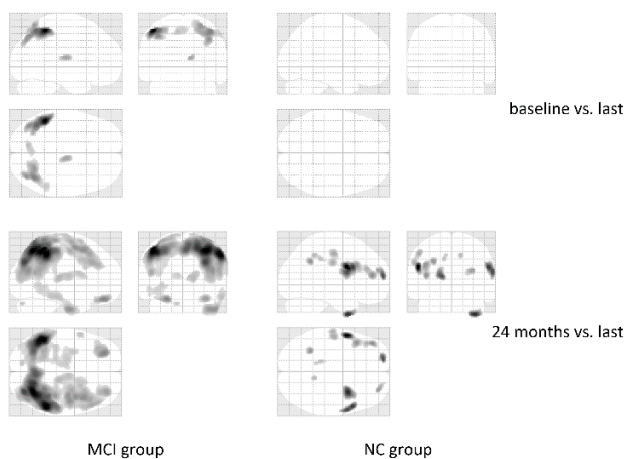 baseline vs. last
24 months vs. last
MCI group
NC group